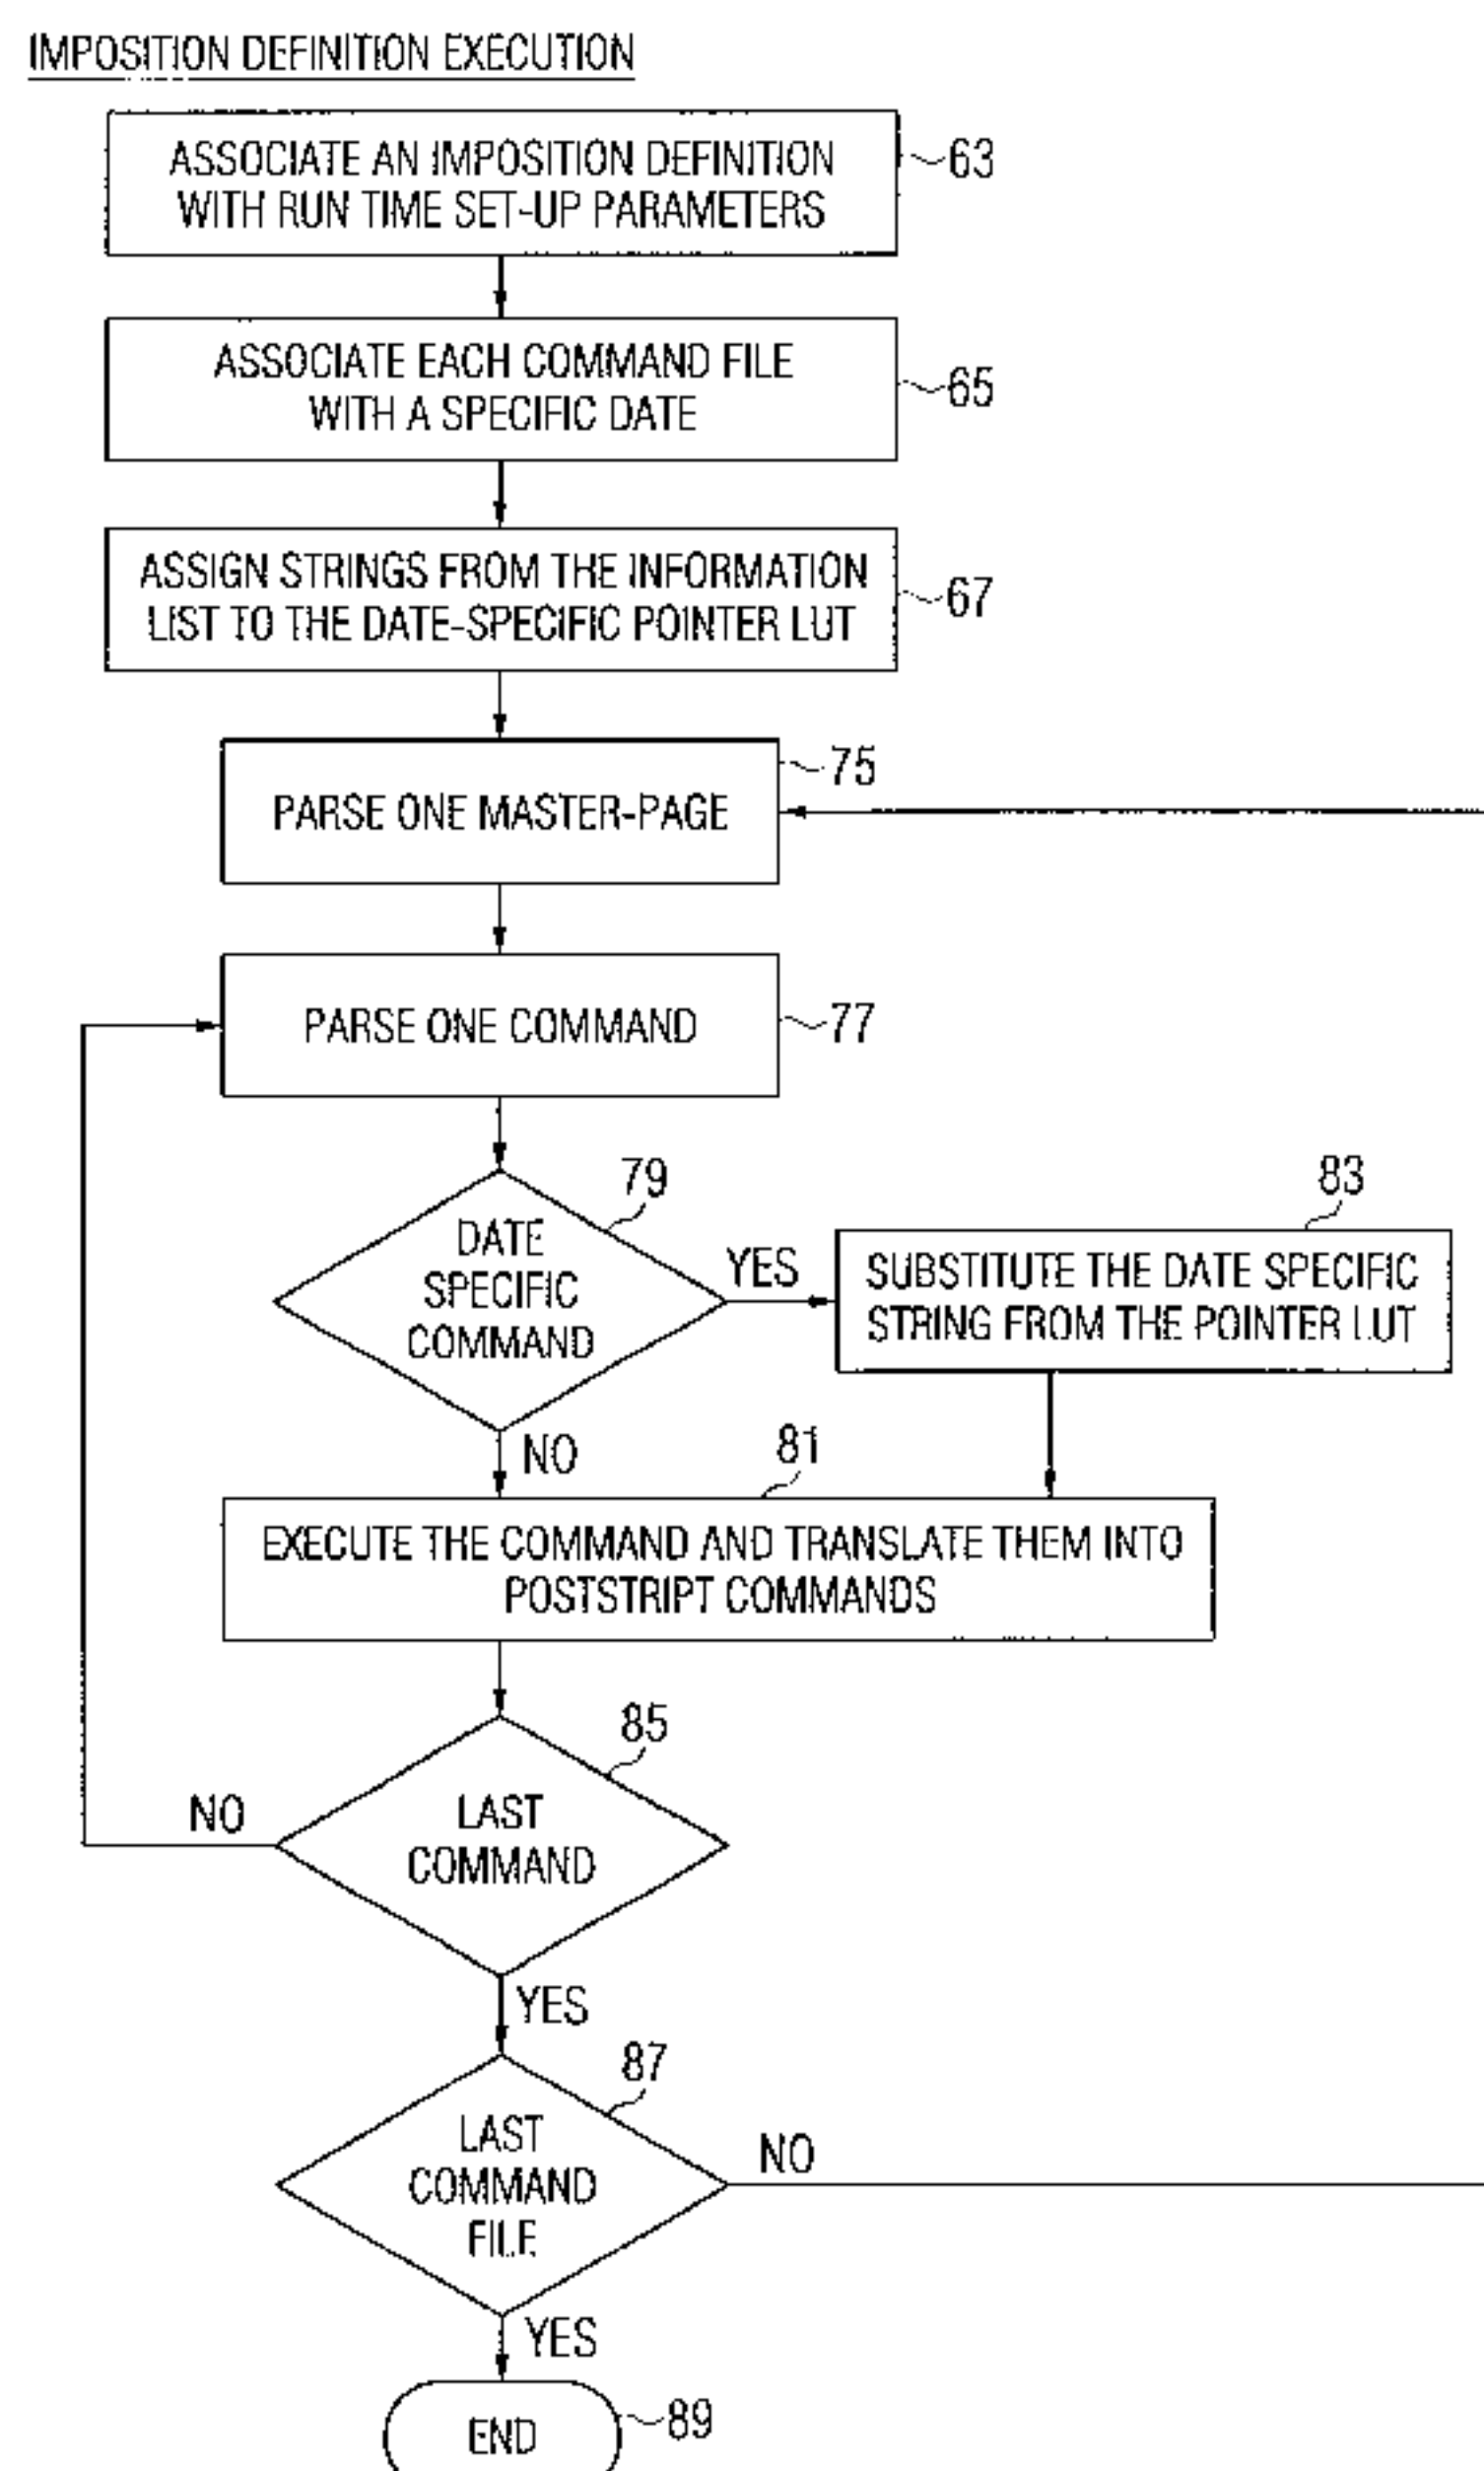 IMPOSITION DEFINITION EXECUTION
ASSOCIATE AN IMPOSITION DEFINITION
WITH RUN TIME SET-UP PARAMETERS
63
ASSOCIATE EACH COMMAND FILE
WITH A SPECIFIC DATE
65
ASSIGN STRINGS FROM THE INFORMATION
LIST TO THE DATE-SPECIFIC POINTER LUT
67
75
PARSE ONE MASTER-PAGE
PARSE ONE COMMAND
77
79
DATE
SPECIFIC
COMMAND
YES
83
SUBSTITUTE THE DATE SPECIFIC
STRING FROM THE POINTER LUT
NO
81
EXECUTE THE COMMAND AND TRANSLATE THEM INTO
POSTSTRIPT COMMANDS
85
NO
LAST
COMMAND
YES
87
LAST
COMMAND
FILE
NO
YES
END
89